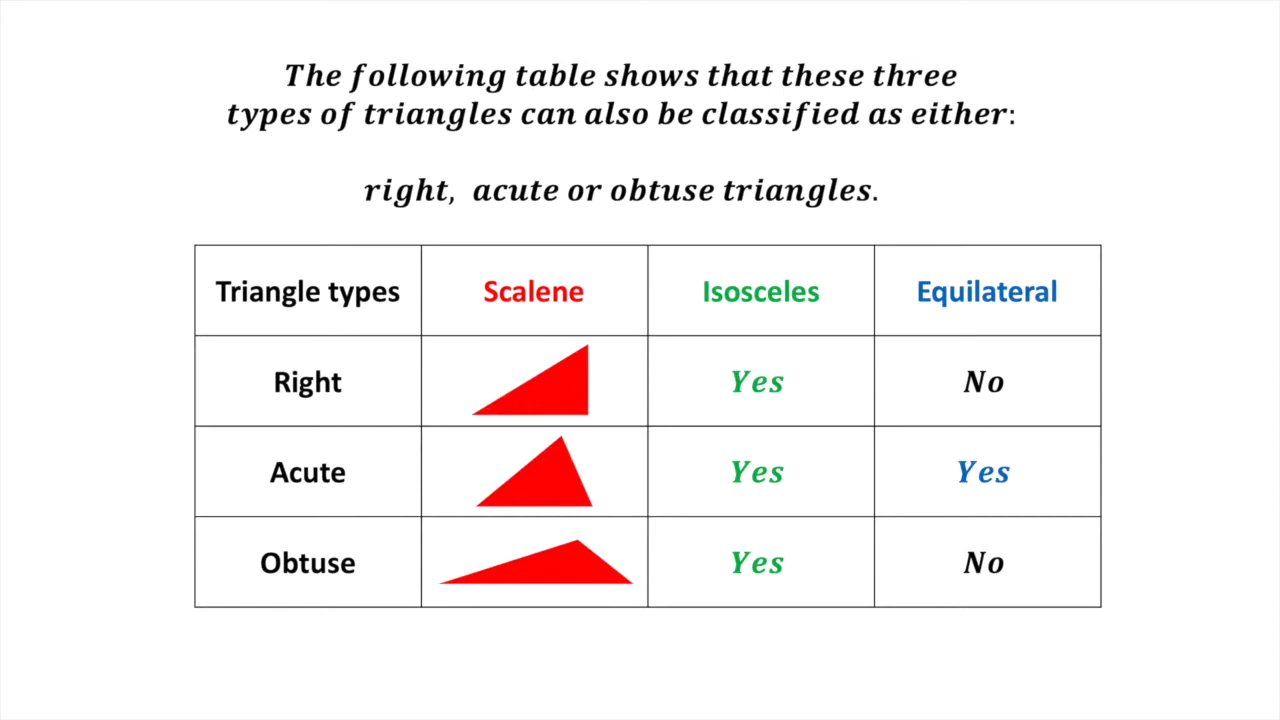 The following table shows that these three
types of triangles can also be classified as either:
right, acute or obtuse triangles.
Triangle types Scalene Isosceles Equilateral
Right Yes No
Acute Yes Yes
Obtuse Yes No